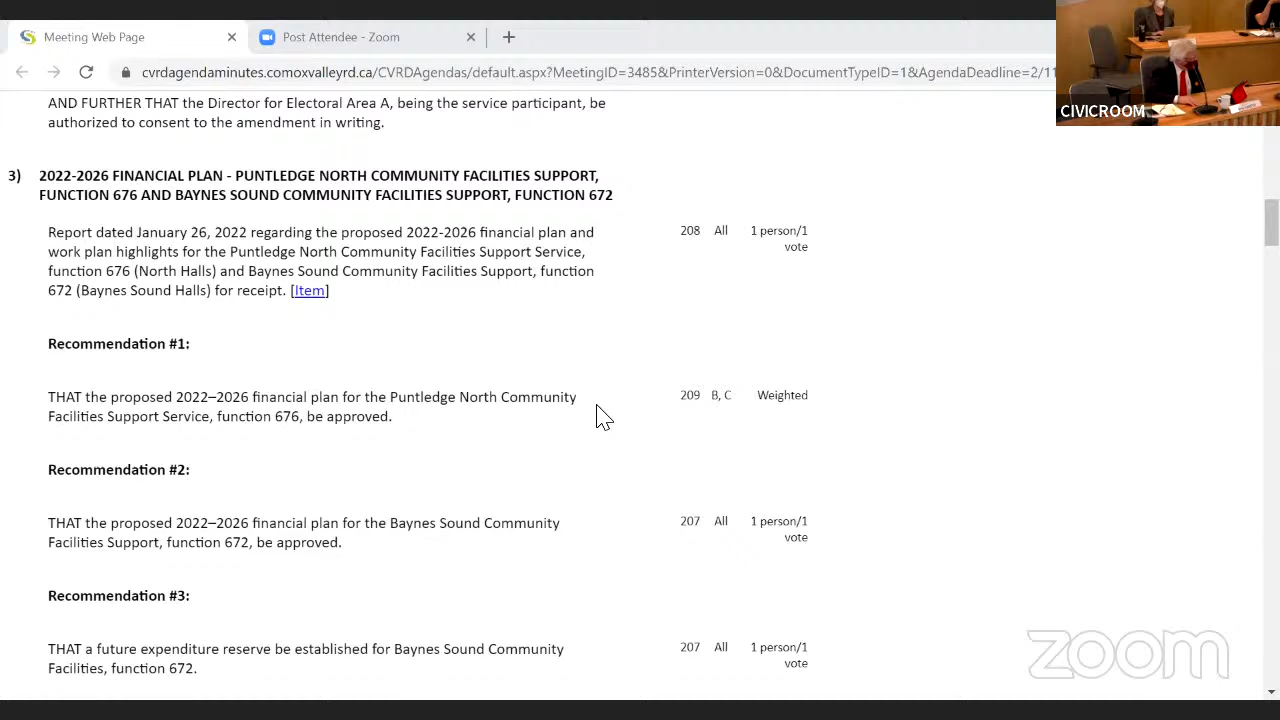 Meeting Web Page
Post Attendee - Zoom
cvrdagendaminutes.comoxvalleyrd.ca/CVRDAgendas/default.aspx?MeetingID=3485&PrinterVersion=0&DocumentTypeID=1&AgendaDeadline=2/11
CIVICROOM
AND FURTHER THAT the Director for Electoral Area A, being the service participant, be
authorized to consent to the amendment in writing.
3) 2022-2026 FINANCIAL PLAN - PUNTLEDGE NORTH COMMUNITY FACILITIES SUPPORT,
FUNCTION 676 AND BAYNES SOUND COMMUNITY FACILITIES SUPPORT, FUNCTION 672
Report dated January 26, 2022 regarding the proposed 2022-2026 financial plan and 208 All 1 person/1
work plan highlights for the Puntledge North Community Facilities Support Service, vote
function 676 (North Halls) and Baynes Sound Community Facilities Support, function
672 (Baynes Sound Halls) for receipt. [Item]
Recommendation #1:
THAT the proposed 2022–2026 financial plan for the Puntledge North Community 209 B, C Weighted
Facilities Support Service, function 676, be approved.
Recommendation #2:
THAT the proposed 2022–2026 financial plan for the Baynes Sound Community 207 All 1 person/1
Facilities Support, function 672, be approved. vote
Recommendation #3:
THAT a future expenditure reserve be established for Baynes Sound Community 207 All 1 person/1
Facilities, function 672. vote
zoom